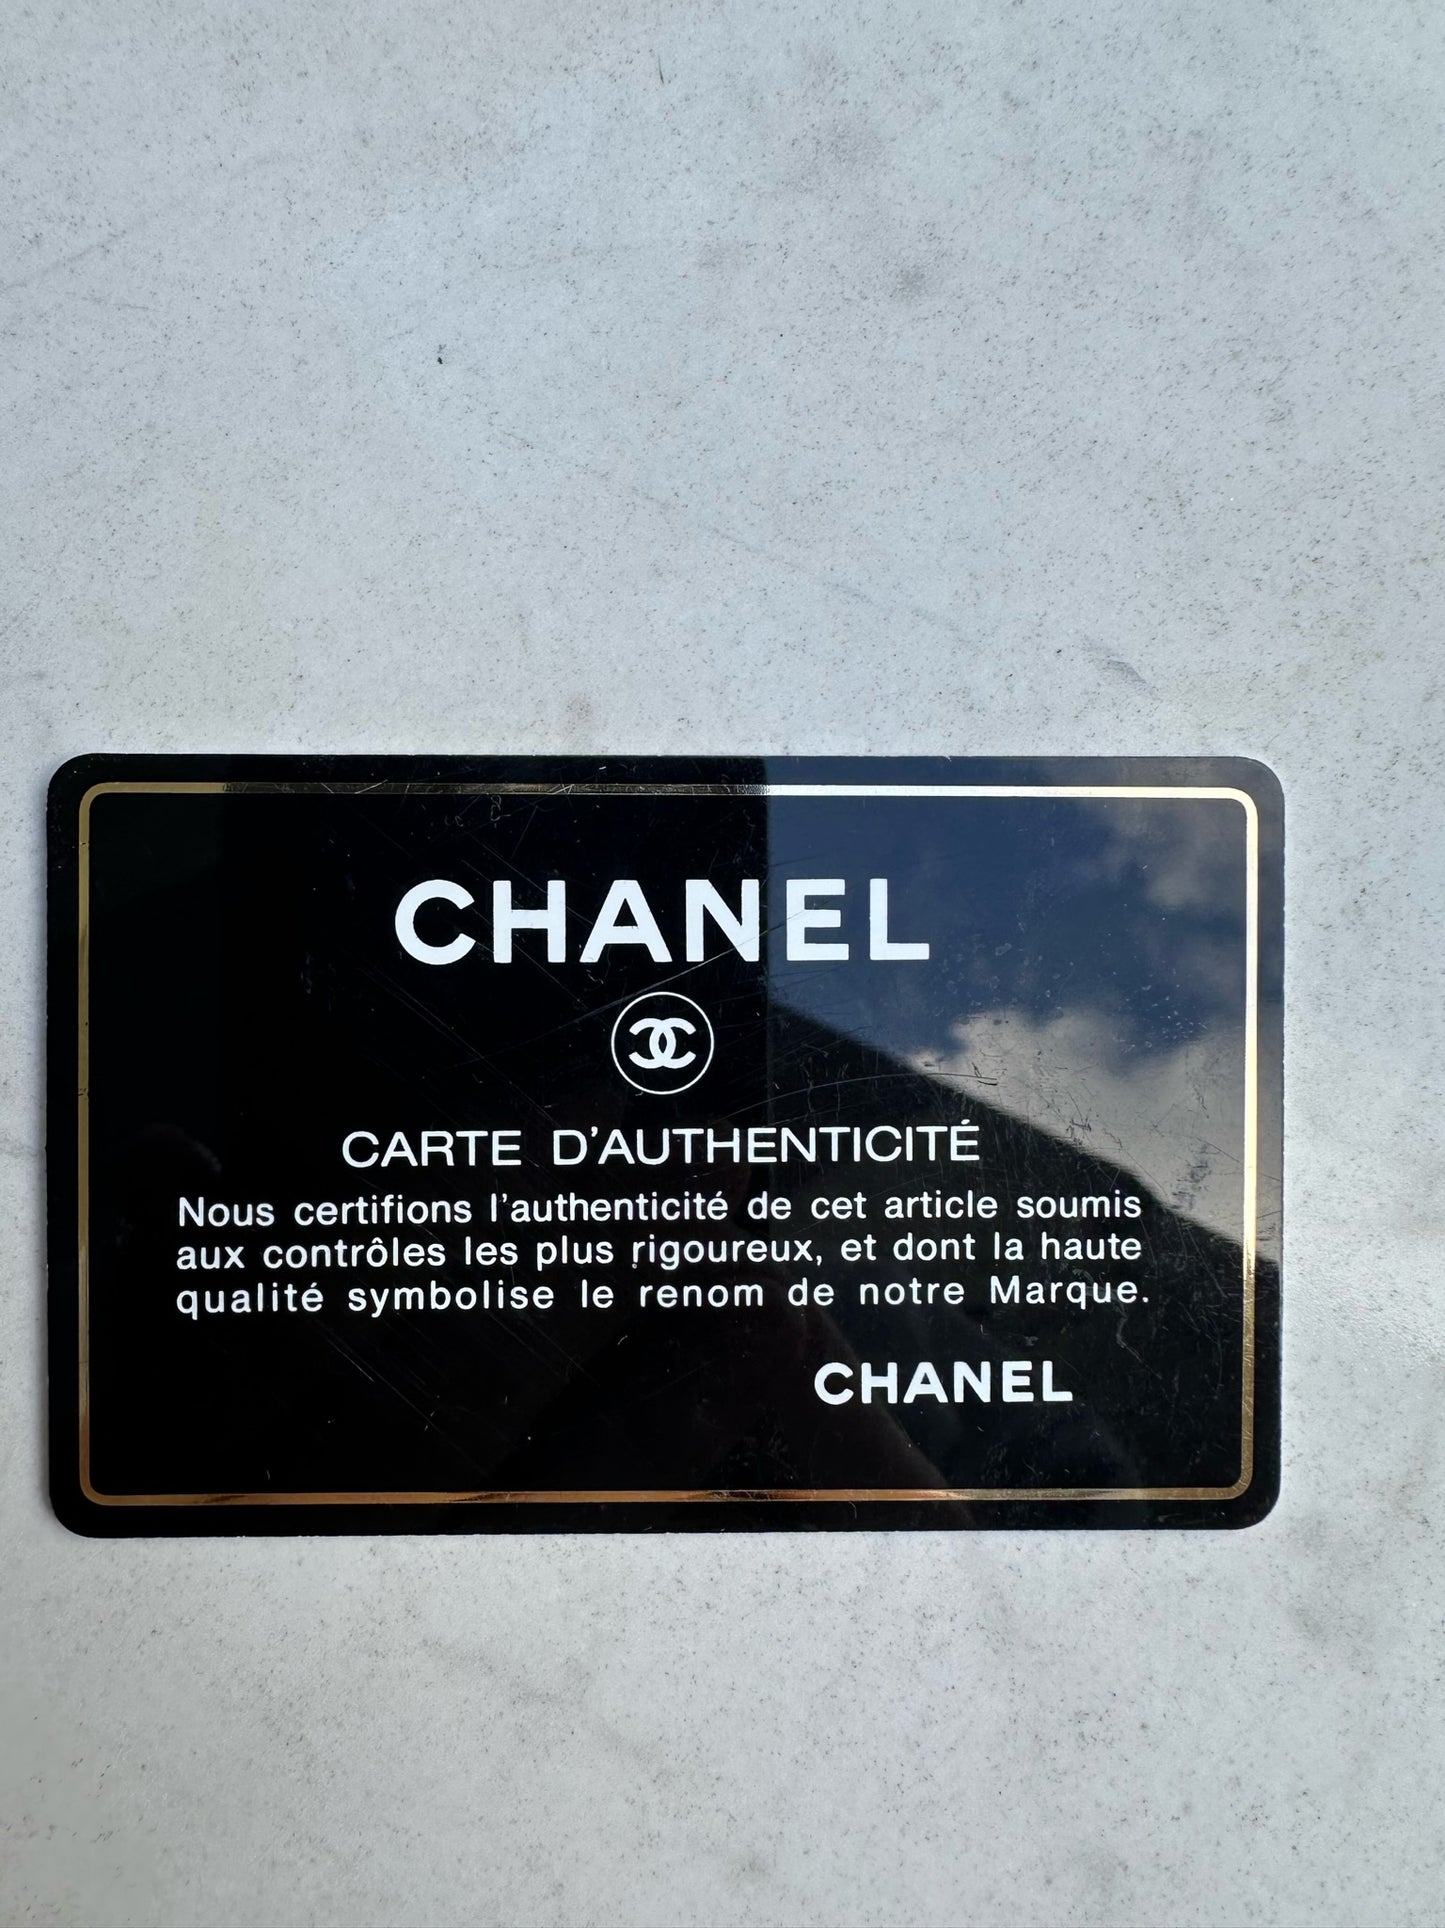 CHANEL
CARTE D'AUTHENTICITÉ
Nous certifions l'authenticité de cet article soumis
aux contrôles les plus rigoureux, et dont la haute
qualité symbolise le renom de notre Marque.
CHANEL